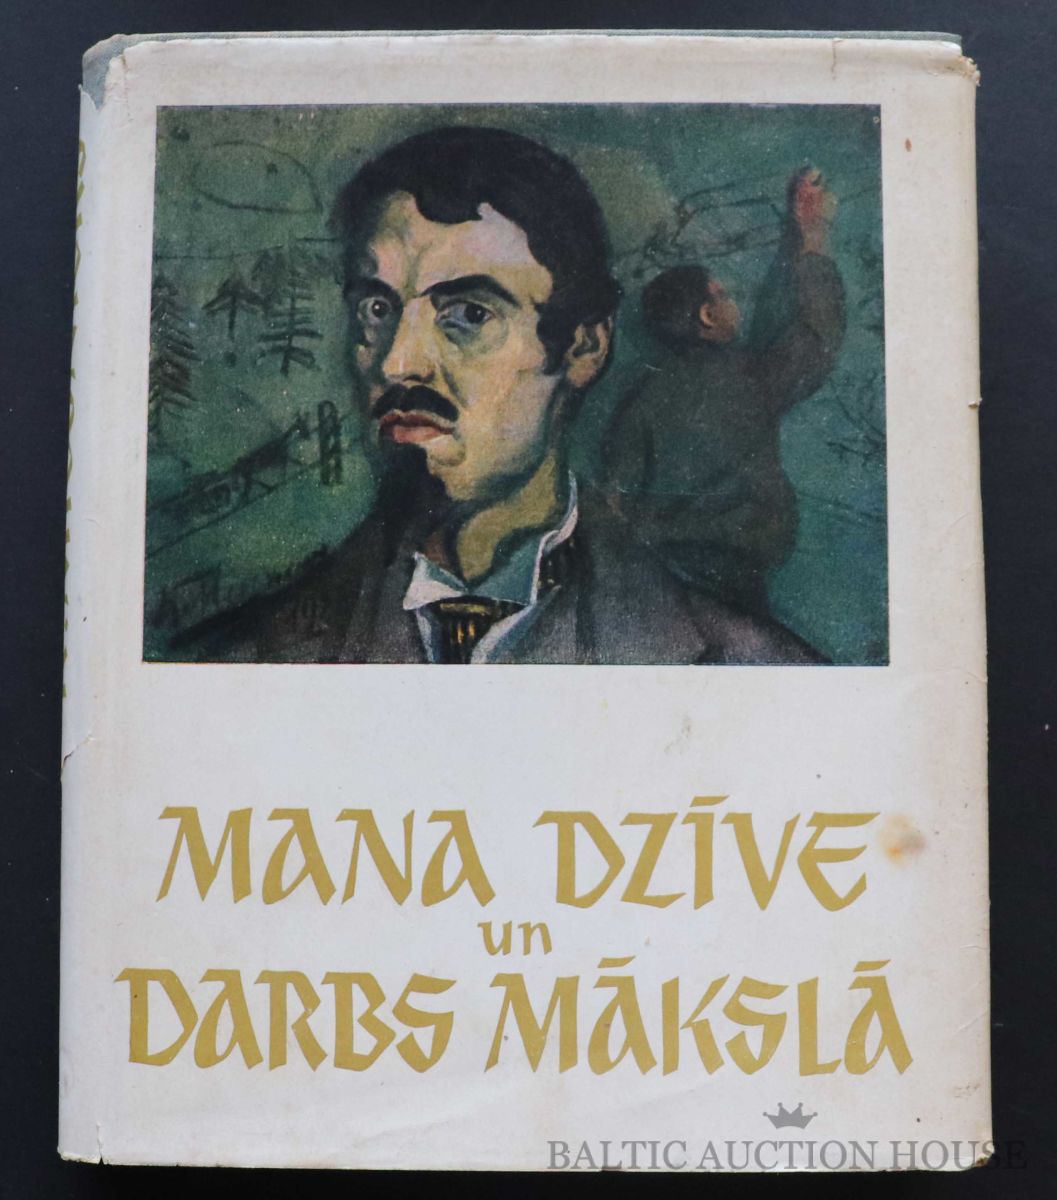 MANA DZĪVE
un
DARBS MĀKSLĀ
BALTIC AUCTION HOUSE